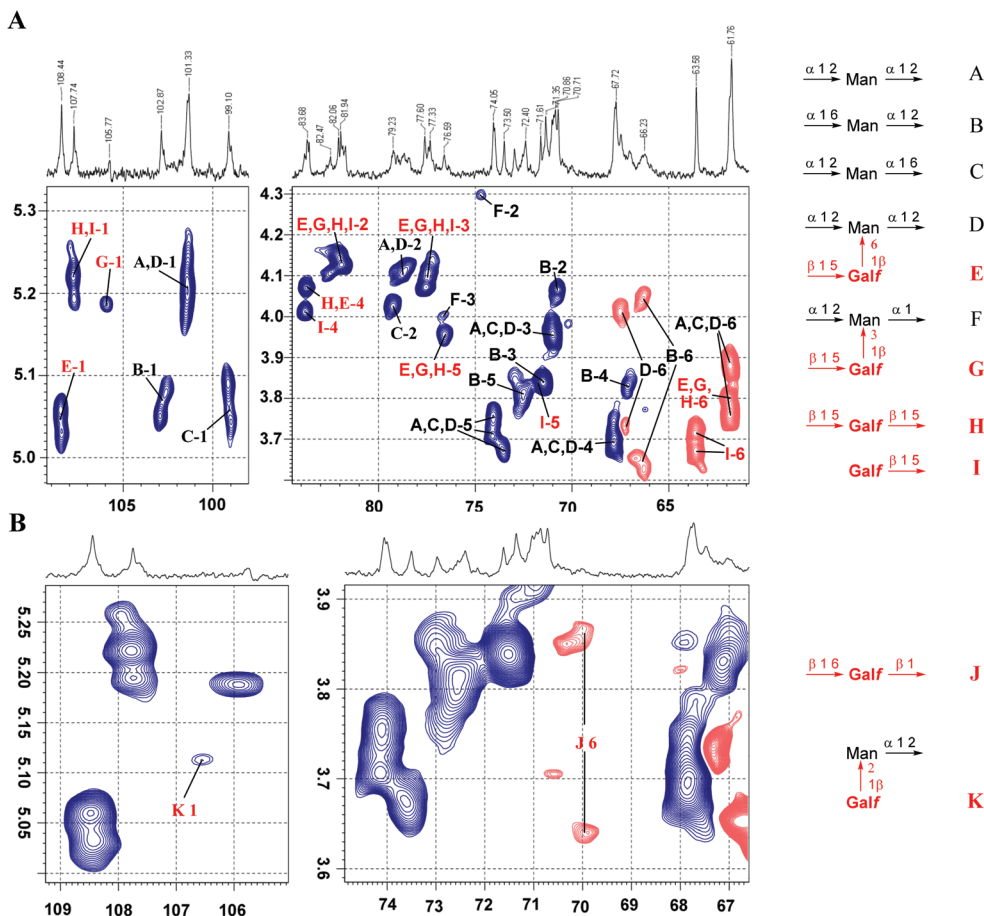 A
108.44
107.74
105.77
102.87
101.33
99.10
83.68
82.47
82.06
81.94
79.23
77.60
77.33
76.59
74.05
73.50
72.40
71.61
71.35
70.86
70.71
67.72
66.23
63.58
61.76
5.3
5.2
5.1
5.0
H,I-1
G-1
A,D-1
E-1
B-1
C-1
105
100
4.3
4.2
4.1
4.0
3.9
3.8
3.7
F-2
E,G,H,I-2
E,G,H,I-3
A,D-2
B-2
H,E-4
I-4
C-2
F-3
A,C,D-3
A,C,D-6
E,G,H-5
B-3
B-6
D-6
B-5
B-4
I-5
E,G,
H-6
A,C,D-5
A,C,D-4
I-6
80
75
70
65
α 1 2 Man α 1 2 A
α 1 6 Man α 1 2 B
α 1 2 Man α 1 6 C
α 1 2 Man α 1 2 D
6
1β
β 1 5 Galf E
α 1 2 Man α 1 F
3
1β
β 1 5 Galf G
β 1 5 Galf β 1 5 H
Galf β 1 5 I
B
5.25
5.20
5.15
5.10
5.05
K 1
109
108
107
106
3.9
3.8
3.7
3.6
J 6
74
73
72
71
70
69
68
67
β 1 6 Galf β 1 J
Man α 1 2
2
1β
Galf K